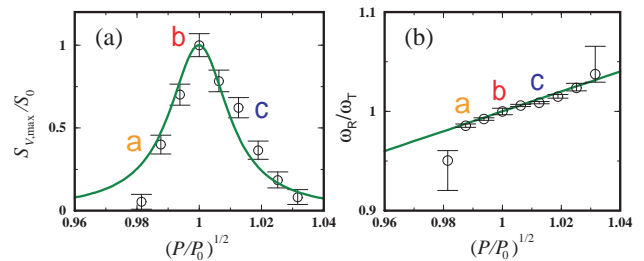 (a)
b
c
a
S_{V,max}/S_0
1
0.5
0
0.96 0.98 1 1.02 1.04
(P/P_0)^{1/2}
(b)
a
b
c
ω_R/ω_T
1.1
1.0
0.9
0.96 0.98 1 1.02 1.04
(P/P_0)^{1/2}